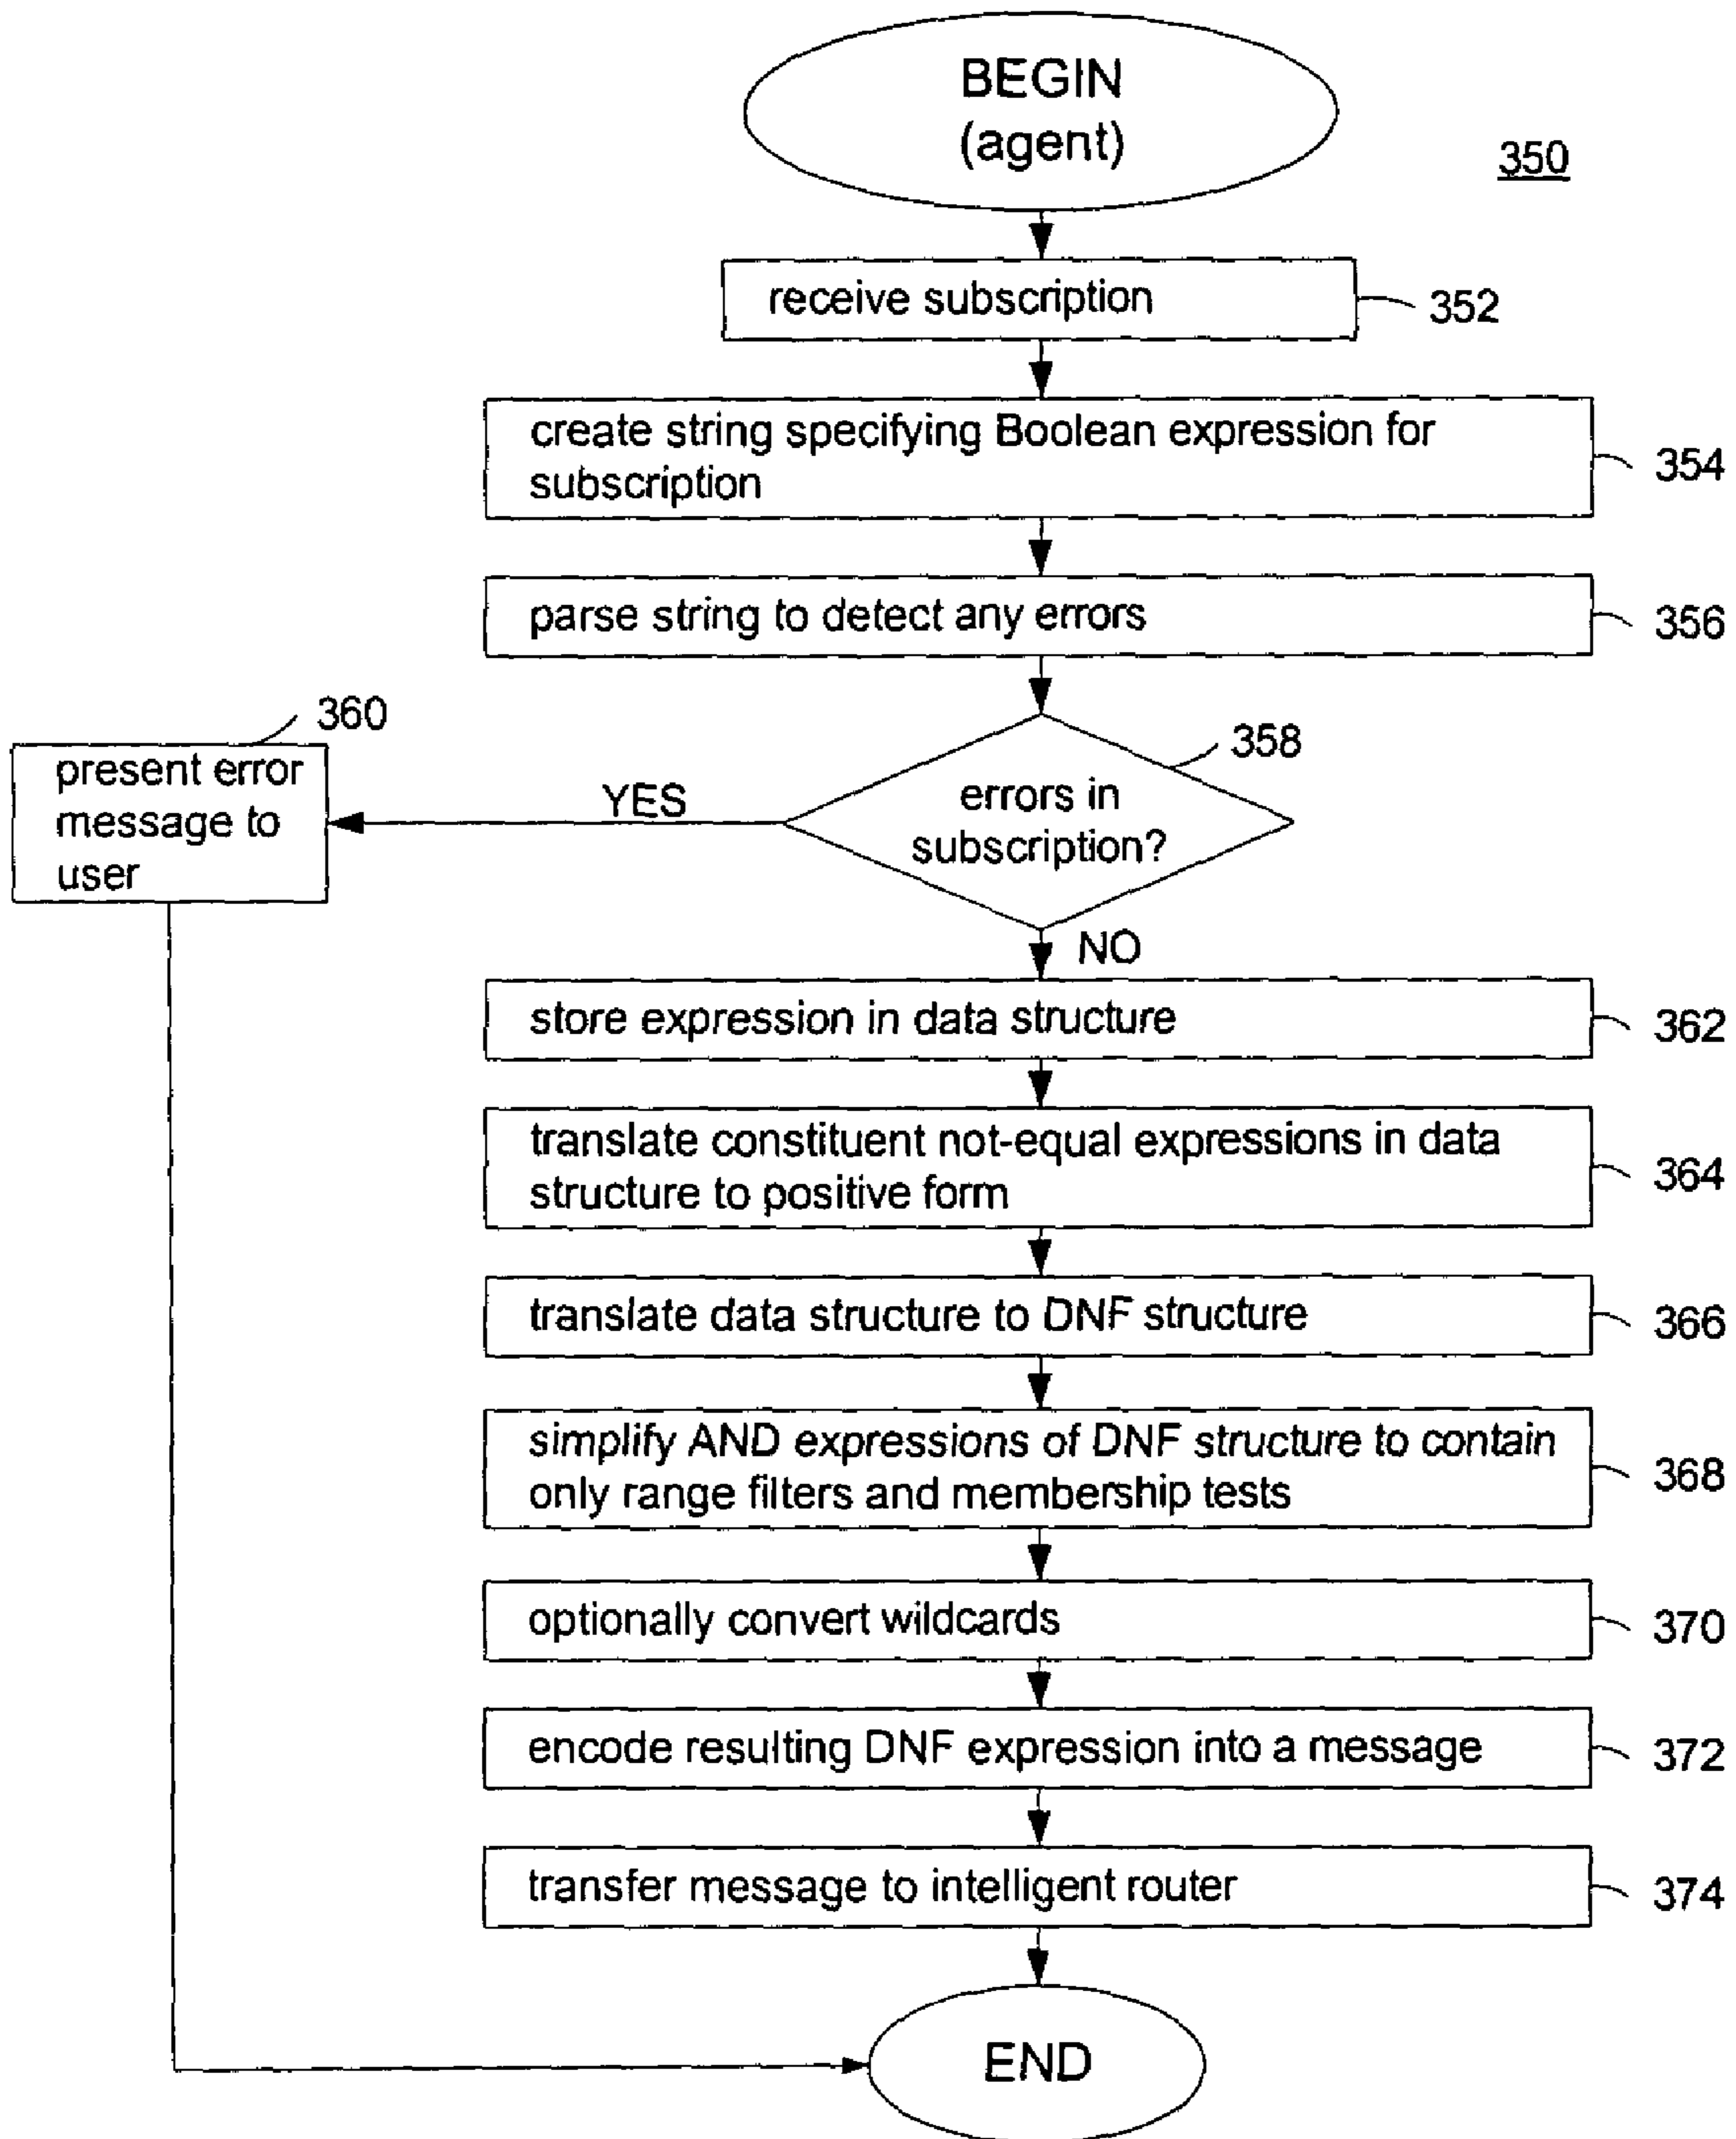 BEGIN
(agent)
350
receive subscription
352
create string specifying Boolean expression for
subscription
354
parse string to detect any errors
356
360
present error
message to
user
YES
358
errors in
subscription?
NO
store expression in data structure
362
translate constituent not-equal expressions in data
structure to positive form
364
translate data structure to DNF structure
366
simplify AND expressions of DNF structure to contain
only range filters and membership tests
368
optionally convert wildcards
370
encode resulting DNF expression into a message
372
transfer message to intelligent router
374
END